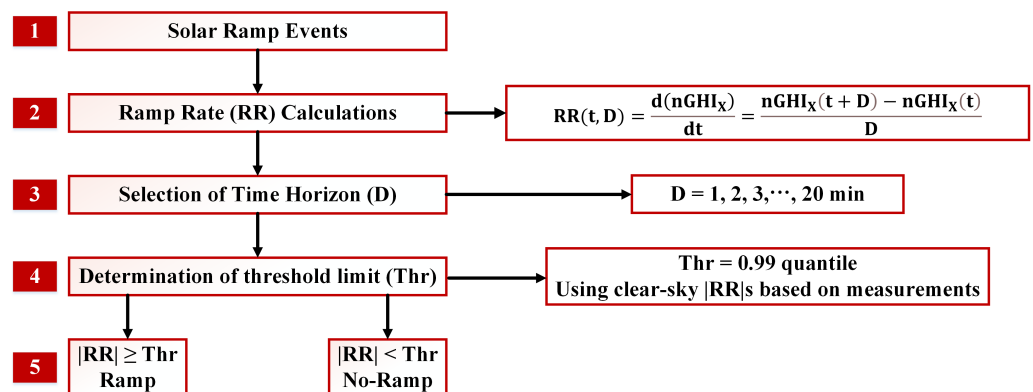 1 Solar Ramp Events
2 Ramp Rate (RR) Calculations
RR(t, D) = d(nGHI_X)/dt = (nGHI_X(t + D) − nGHI_X(t))/D
3 Selection of Time Horizon (D)
D = 1, 2, 3,⋯, 20 min
4 Determination of threshold limit (Thr)
Thr = 0.99 quantile
Using clear-sky |RR|s based on measurements
5
|RR| ≥ Thr
Ramp
|RR| < Thr
No-Ramp